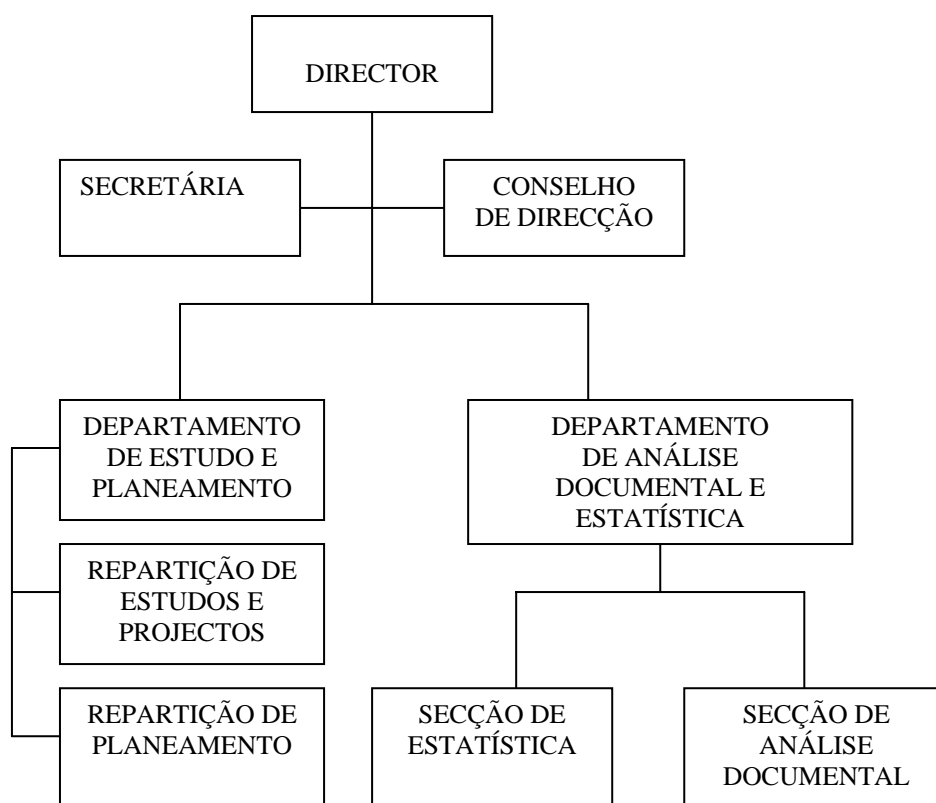 DIRECTOR
SECRETÁRIA
CONSELHO
DE DIRECÇÃO
DEPARTAMENTO
DE ESTUDO E
PLANEAMENTO
DEPARTAMENTO
DE ANÁLISE
DOCUMENTAL E
ESTATÍSTICA
REPARTIÇÃO DE
ESTUDOS E
PROJECTOS
REPARTIÇÃO DE
PLANEAMENTO
SECÇÃO DE
ESTATÍSTICA
SECÇÃO DE
ANÁLISE
DOCUMENTAL